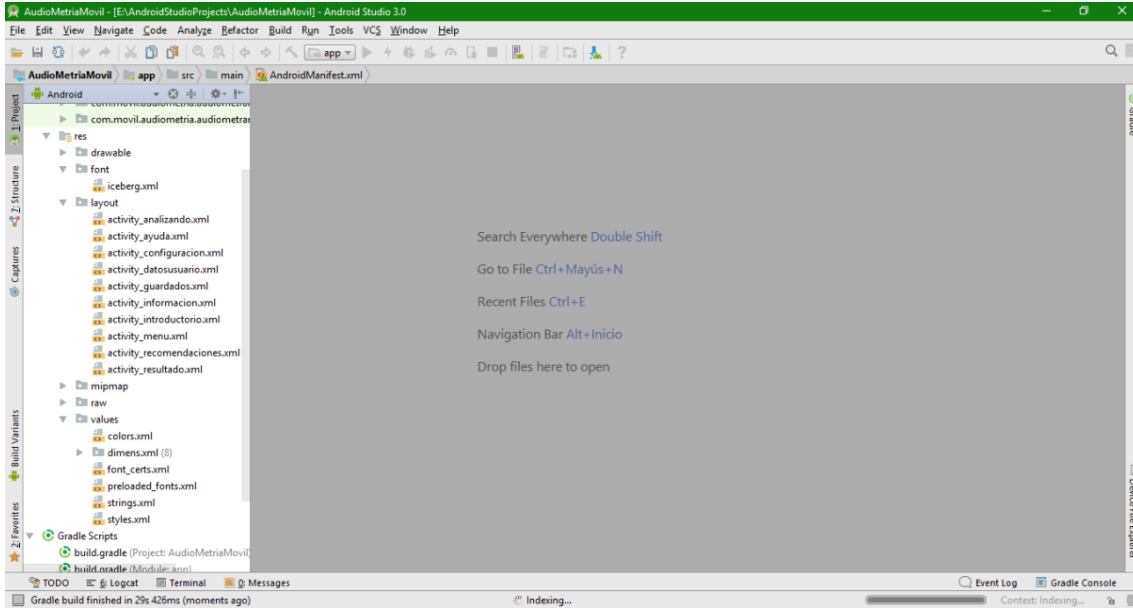 AudioMetriaMovil - [E:\AndroidStudioProjects\AudioMetriaMovil] - Android Studio 3.0
File Edit View Navigate Code Analyze Refactor Build Run Tools VCS Window Help
app
AudioMetriaMovil app src main AndroidManifest.xml
1: Project
Z: Structure
Captures
Build Variants
2: Favorites
Android
com.movil.audiometria.audiometrar
res
drawable
font
iceberg.xml
layout
activity_analizando.xml
activity_ayuda.xml
activity_configuracion.xml
activity_datosusuario.xml
activity_guardados.xml
activity_informacion.xml
activity_introductorio.xml
activity_menu.xml
activity_recomendaciones.xml
activity_resultado.xml
mipmap
raw
values
colors.xml
dimens.xml (8)
font_certs.xml
preloaded_fonts.xml
strings.xml
styles.xml
Gradle Scripts
build.gradle (Project: AudioMetriaMovil)
build.gradle (Module: app)
Search Everywhere Double Shift
Go to File Ctrl+Mayús+N
Recent Files Ctrl+E
Navigation Bar Alt+Inicio
Drop files here to open
TODO 6: Logcat Terminal 0: Messages Event Log Gradle Console
Gradle build finished in 29s 426ms (moments ago) Indexing... Context: Indexing...